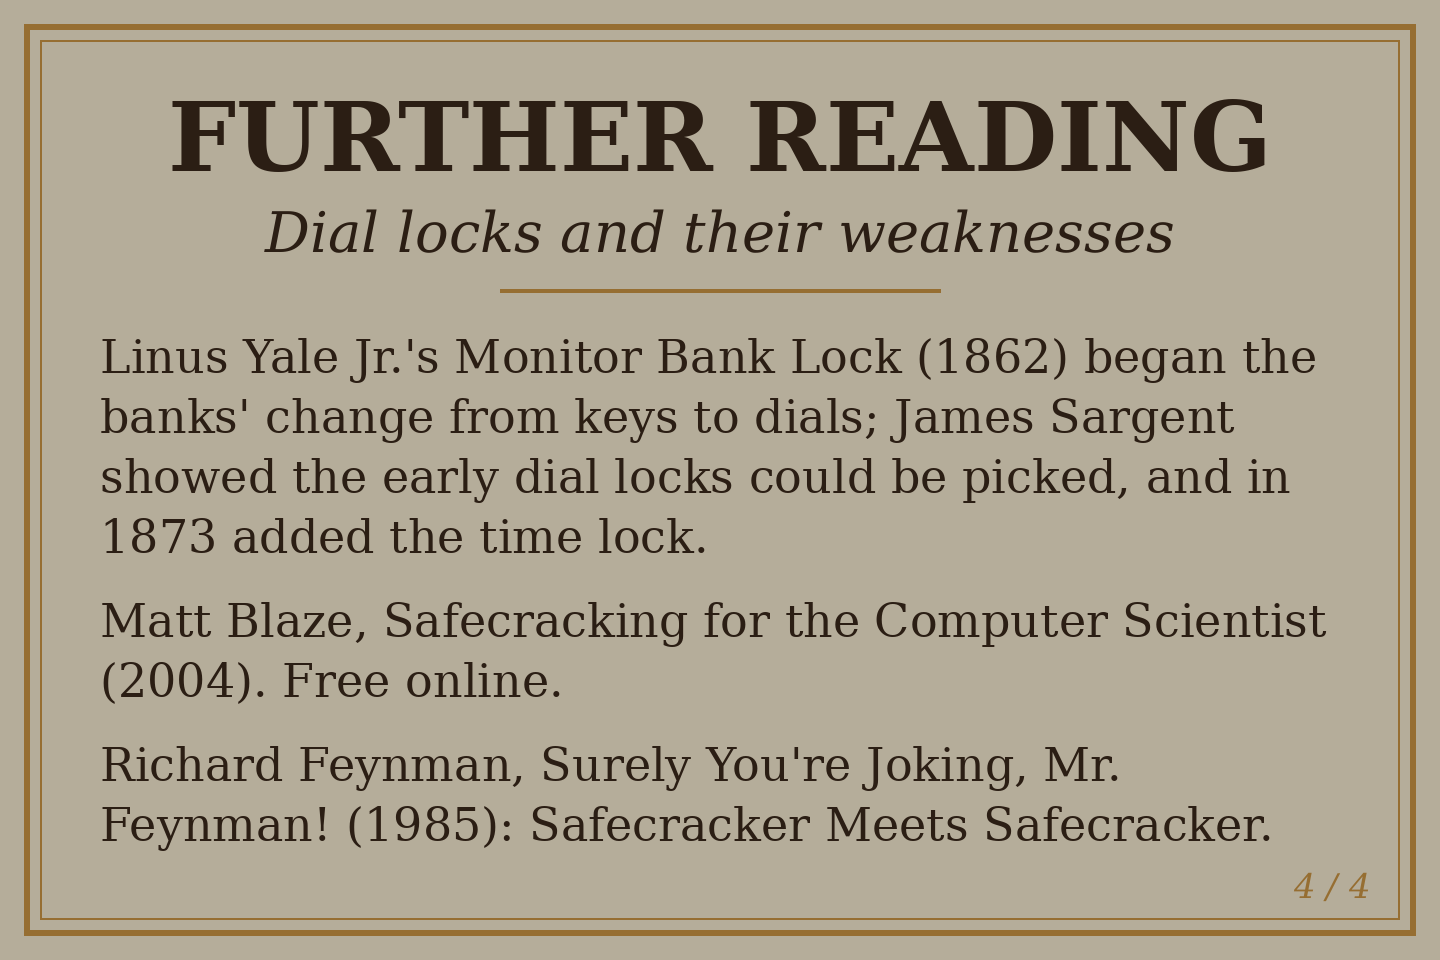 FURTHER READING
Dial locks and their weaknesses
Linus Yale Jr.'s Monitor Bank Lock (1862) began the
banks' change from keys to dials; James Sargent
showed the early dial locks could be picked, and in
1873 added the time lock.
Matt Blaze, Safecracking for the Computer Scientist
(2004). Free online.
Richard Feynman, Surely You're Joking, Mr.
Feynman! (1985): Safecracker Meets Safecracker.
4 / 4